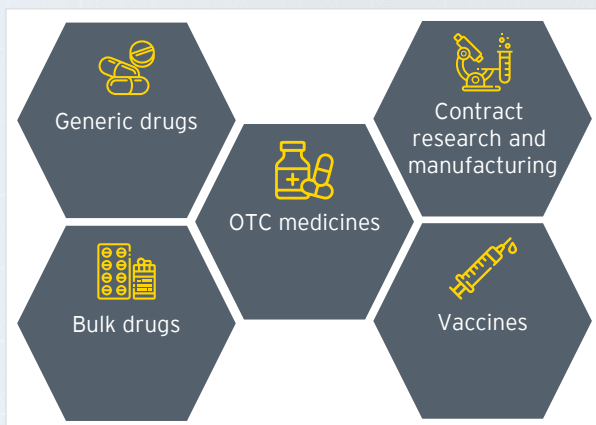 Generic drugs
Contract
research and
manufacturing
OTC medicines
Bulk drugs
Vaccines